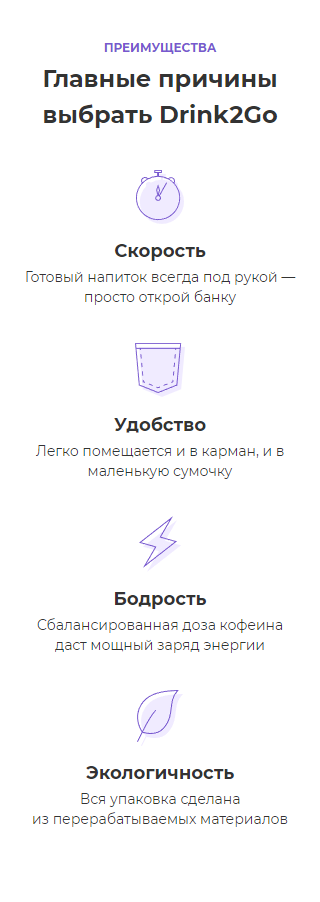 ПРЕИМУЩЕСТВА
Главные причины
выбрать Drink2Go
Скорость
Готовый напиток всегда под рукой —
просто открой банку
Удобство
Легко помещается и в карман, и в
маленькую сумочку
Бодрость
Сбалансированная доза кофеина
даст мощный заряд энергии
Экологичность
Вся упаковка сделана
из перерабатываемых материалов